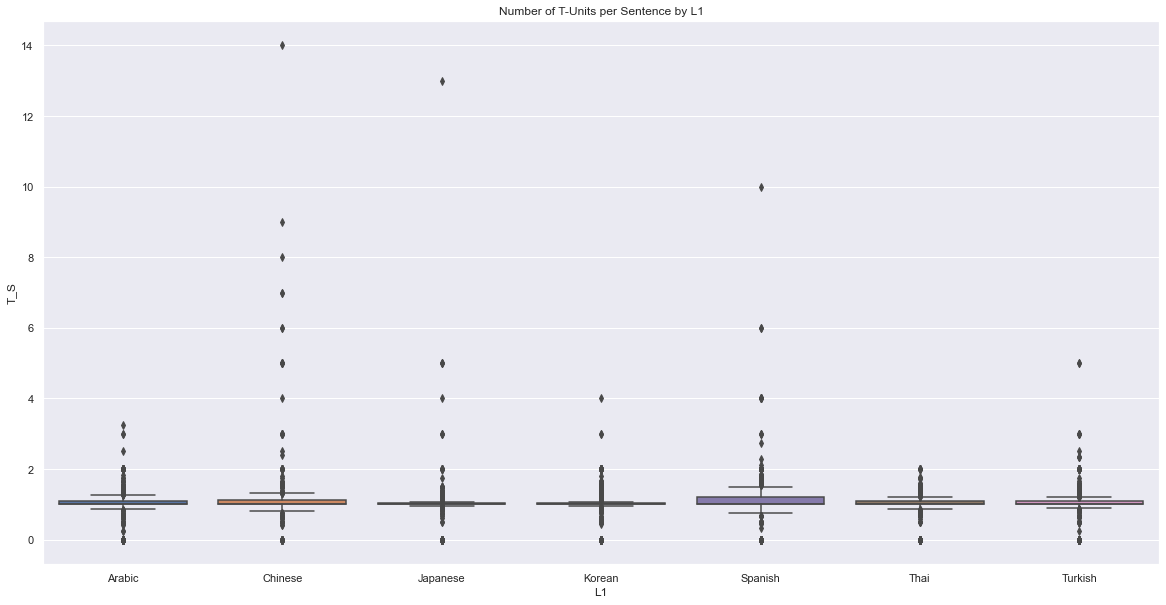 Number of T-Units per Sentence by L1
14
12
10
8
6
4
2
0
T_S
Arabic Chinese Japanese Korean Spanish Thai Turkish
L1